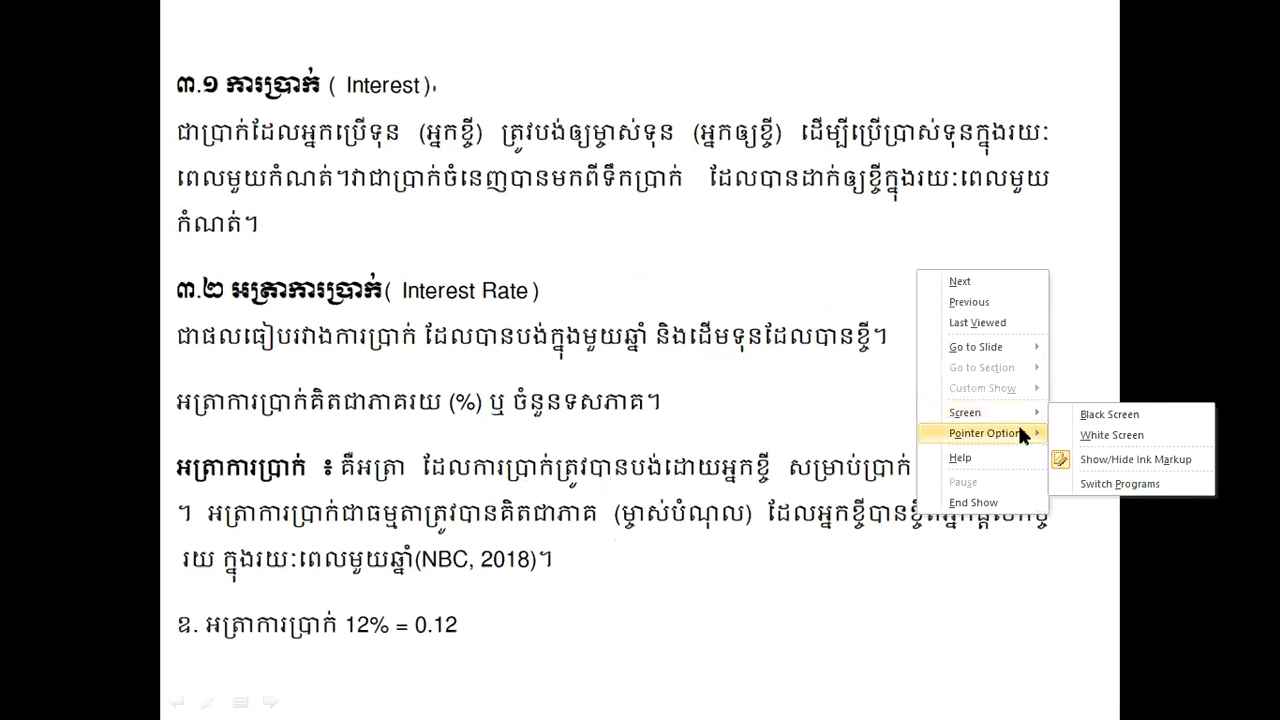 ៣.១ ការប្រាក់ ( Interest)៖
ជាប្រាក់ដែលអ្នកប្រើទុន (អ្នកខ្ចី) ត្រូវបង់ឲ្យម្ចាស់ទុន (អ្នកឲ្យខ្ចី) ដើម្បីប្រើប្រាស់ទុនក្នុងរយៈ
ពេលមួយកំណត់។វាជាប្រាក់ចំនេញបានមកពីទឹកប្រាក់ ដែលបានដាក់ឲ្យខ្ចីក្នុងរយៈពេលមួយ
កំណត់។
៣.២ អត្រាការប្រាក់( Interest Rate)
ជាផលធៀបរវាងការប្រាក់ ដែលបានបង់ក្នុងមួយឆ្នាំ និងដើមទុនដែលបានខ្ចី។
អត្រាការប្រាក់គិតជាភាគរយ (%) ឬ ចំនួនទសភាគ។
អត្រាការប្រាក់ ៖ គឺអត្រា ដែលការប្រាក់ត្រូវបានបង់ដោយអ្នកខ្ចី សម្រាប់ប្រាក់
។ អត្រាការប្រាក់ជាធម្មតាត្រូវបានគិតជាភាគ (ម្ចាស់បំណុល) ដែលអ្នកខ្ចីបាន
រយ ក្នុងរយៈពេលមួយឆ្នាំ(NBC, 2018)។
ឧ. អត្រាការប្រាក់ 12% = 0.12
Next
Previous
Last Viewed
Go to Slide
Go to Section
Custom Show
Screen
Pointer Option
Help
Pause
End Show
Black Screen
White Screen
Show/Hide Ink Markup
Switch Programs